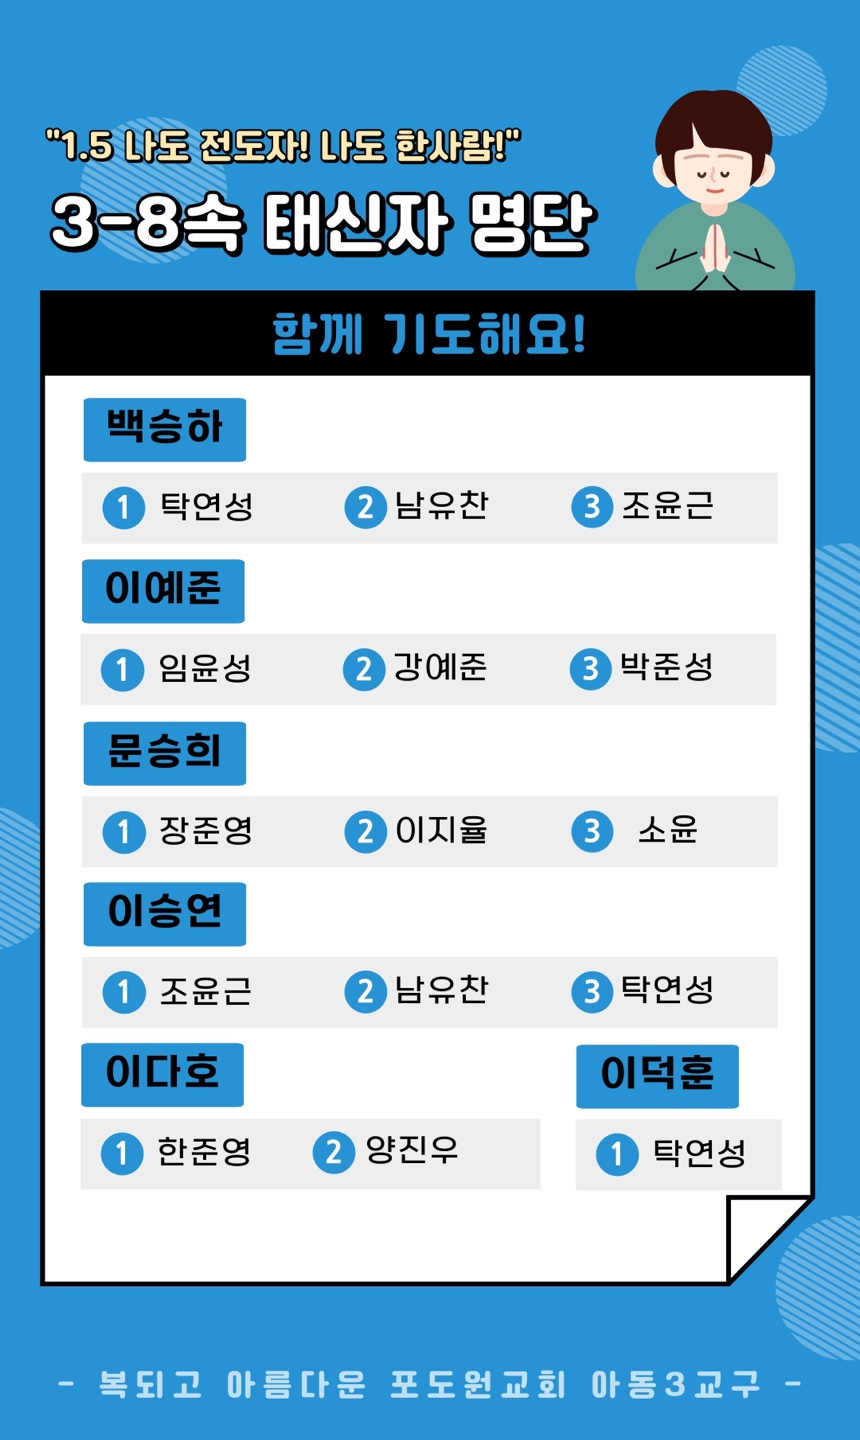 "1.5 나도 전도자! 나도 한사람!"
3-8속 태신자 명단
함께 기도해요!
백승하
1 탁연성 2 남유찬 3 조윤근
이예준
1 임윤성 2 강예준 3 박준성
문승희
1 장준영 2 이지율 3 소윤
이승연
1 조윤근 2 남유찬 3 탁연성
이다호 이덕훈
1 한준영 2 양진우 1 탁연성
- 복되고 아름다운 포도원교회 아동3교구 -